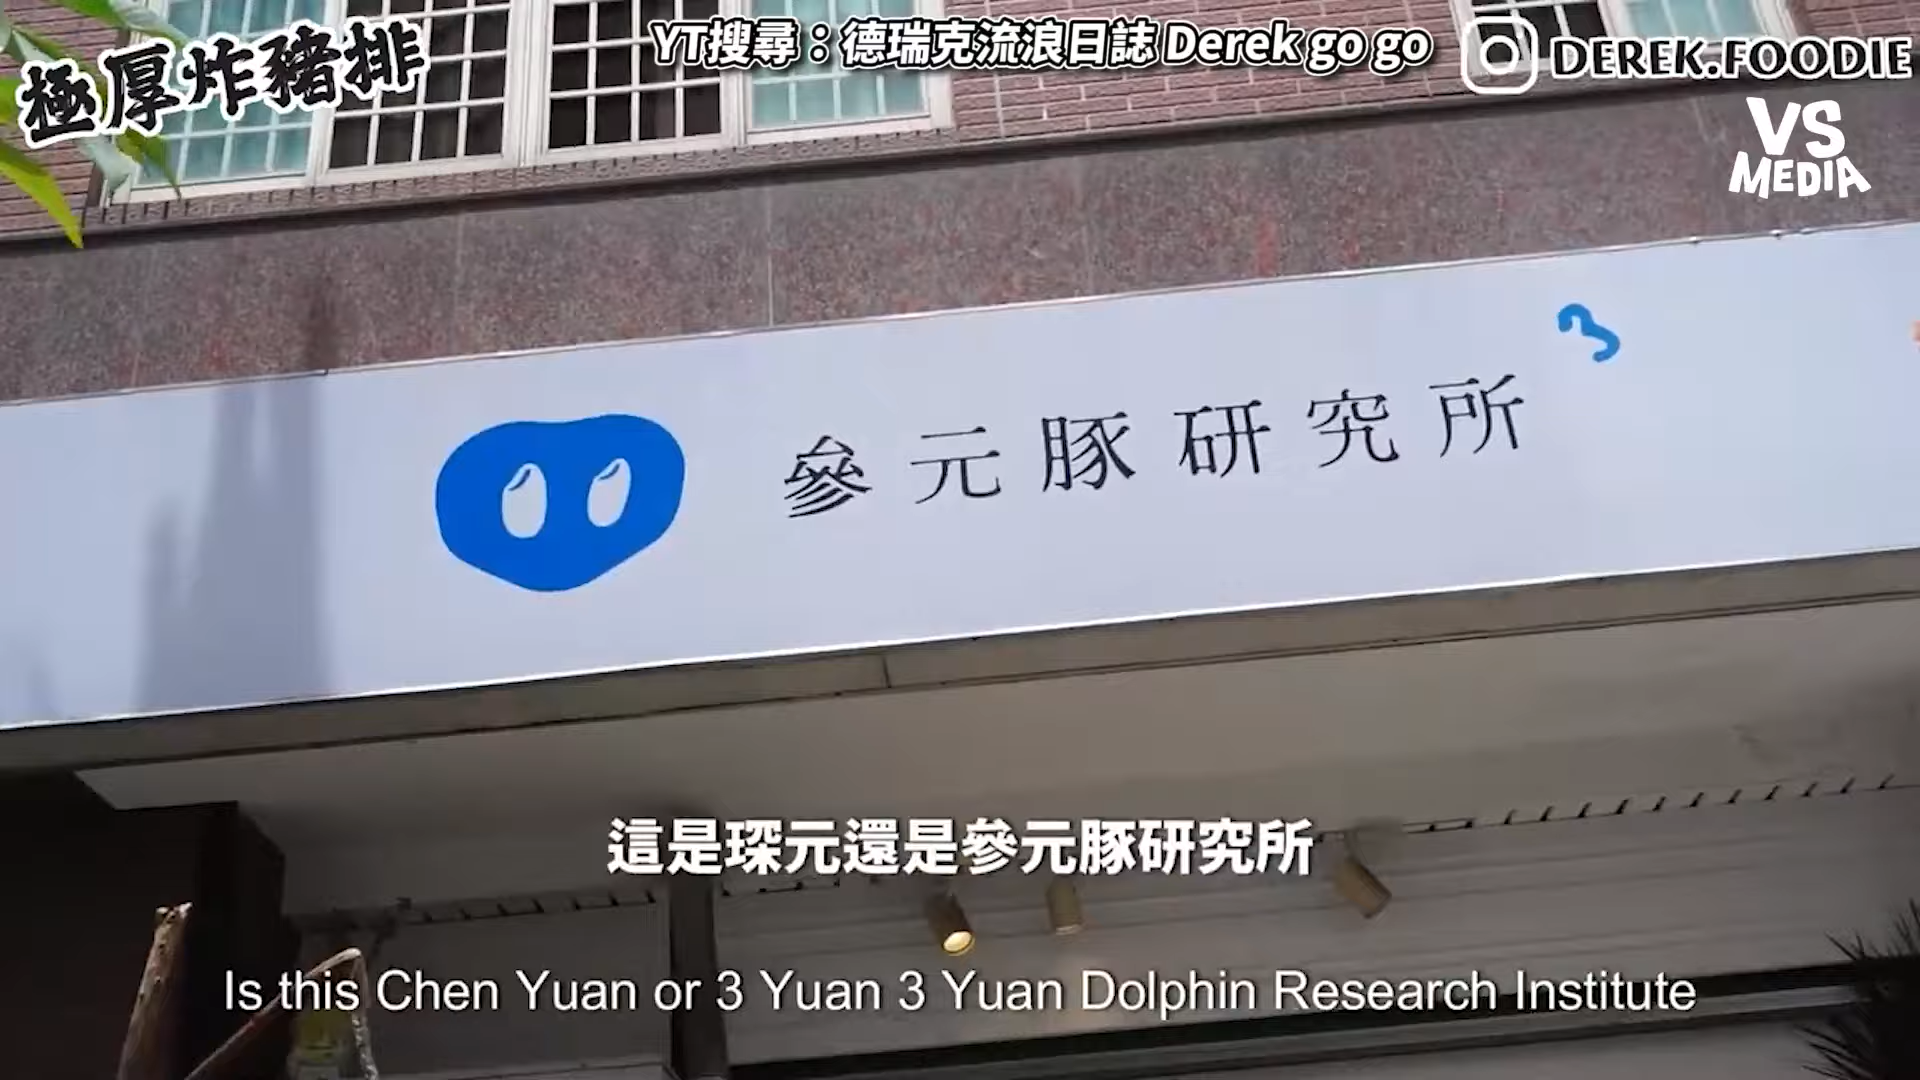 極厚炸豬排
YT搜尋：德瑞克流浪日誌 Derek go go
DEREK.FOODIE
VS
MEDIA
參元豚研究所
3
這是琛元還是參元豚研究所
Is this Chen Yuan or 3 Yuan 3 Yuan Dolphin Research Institute